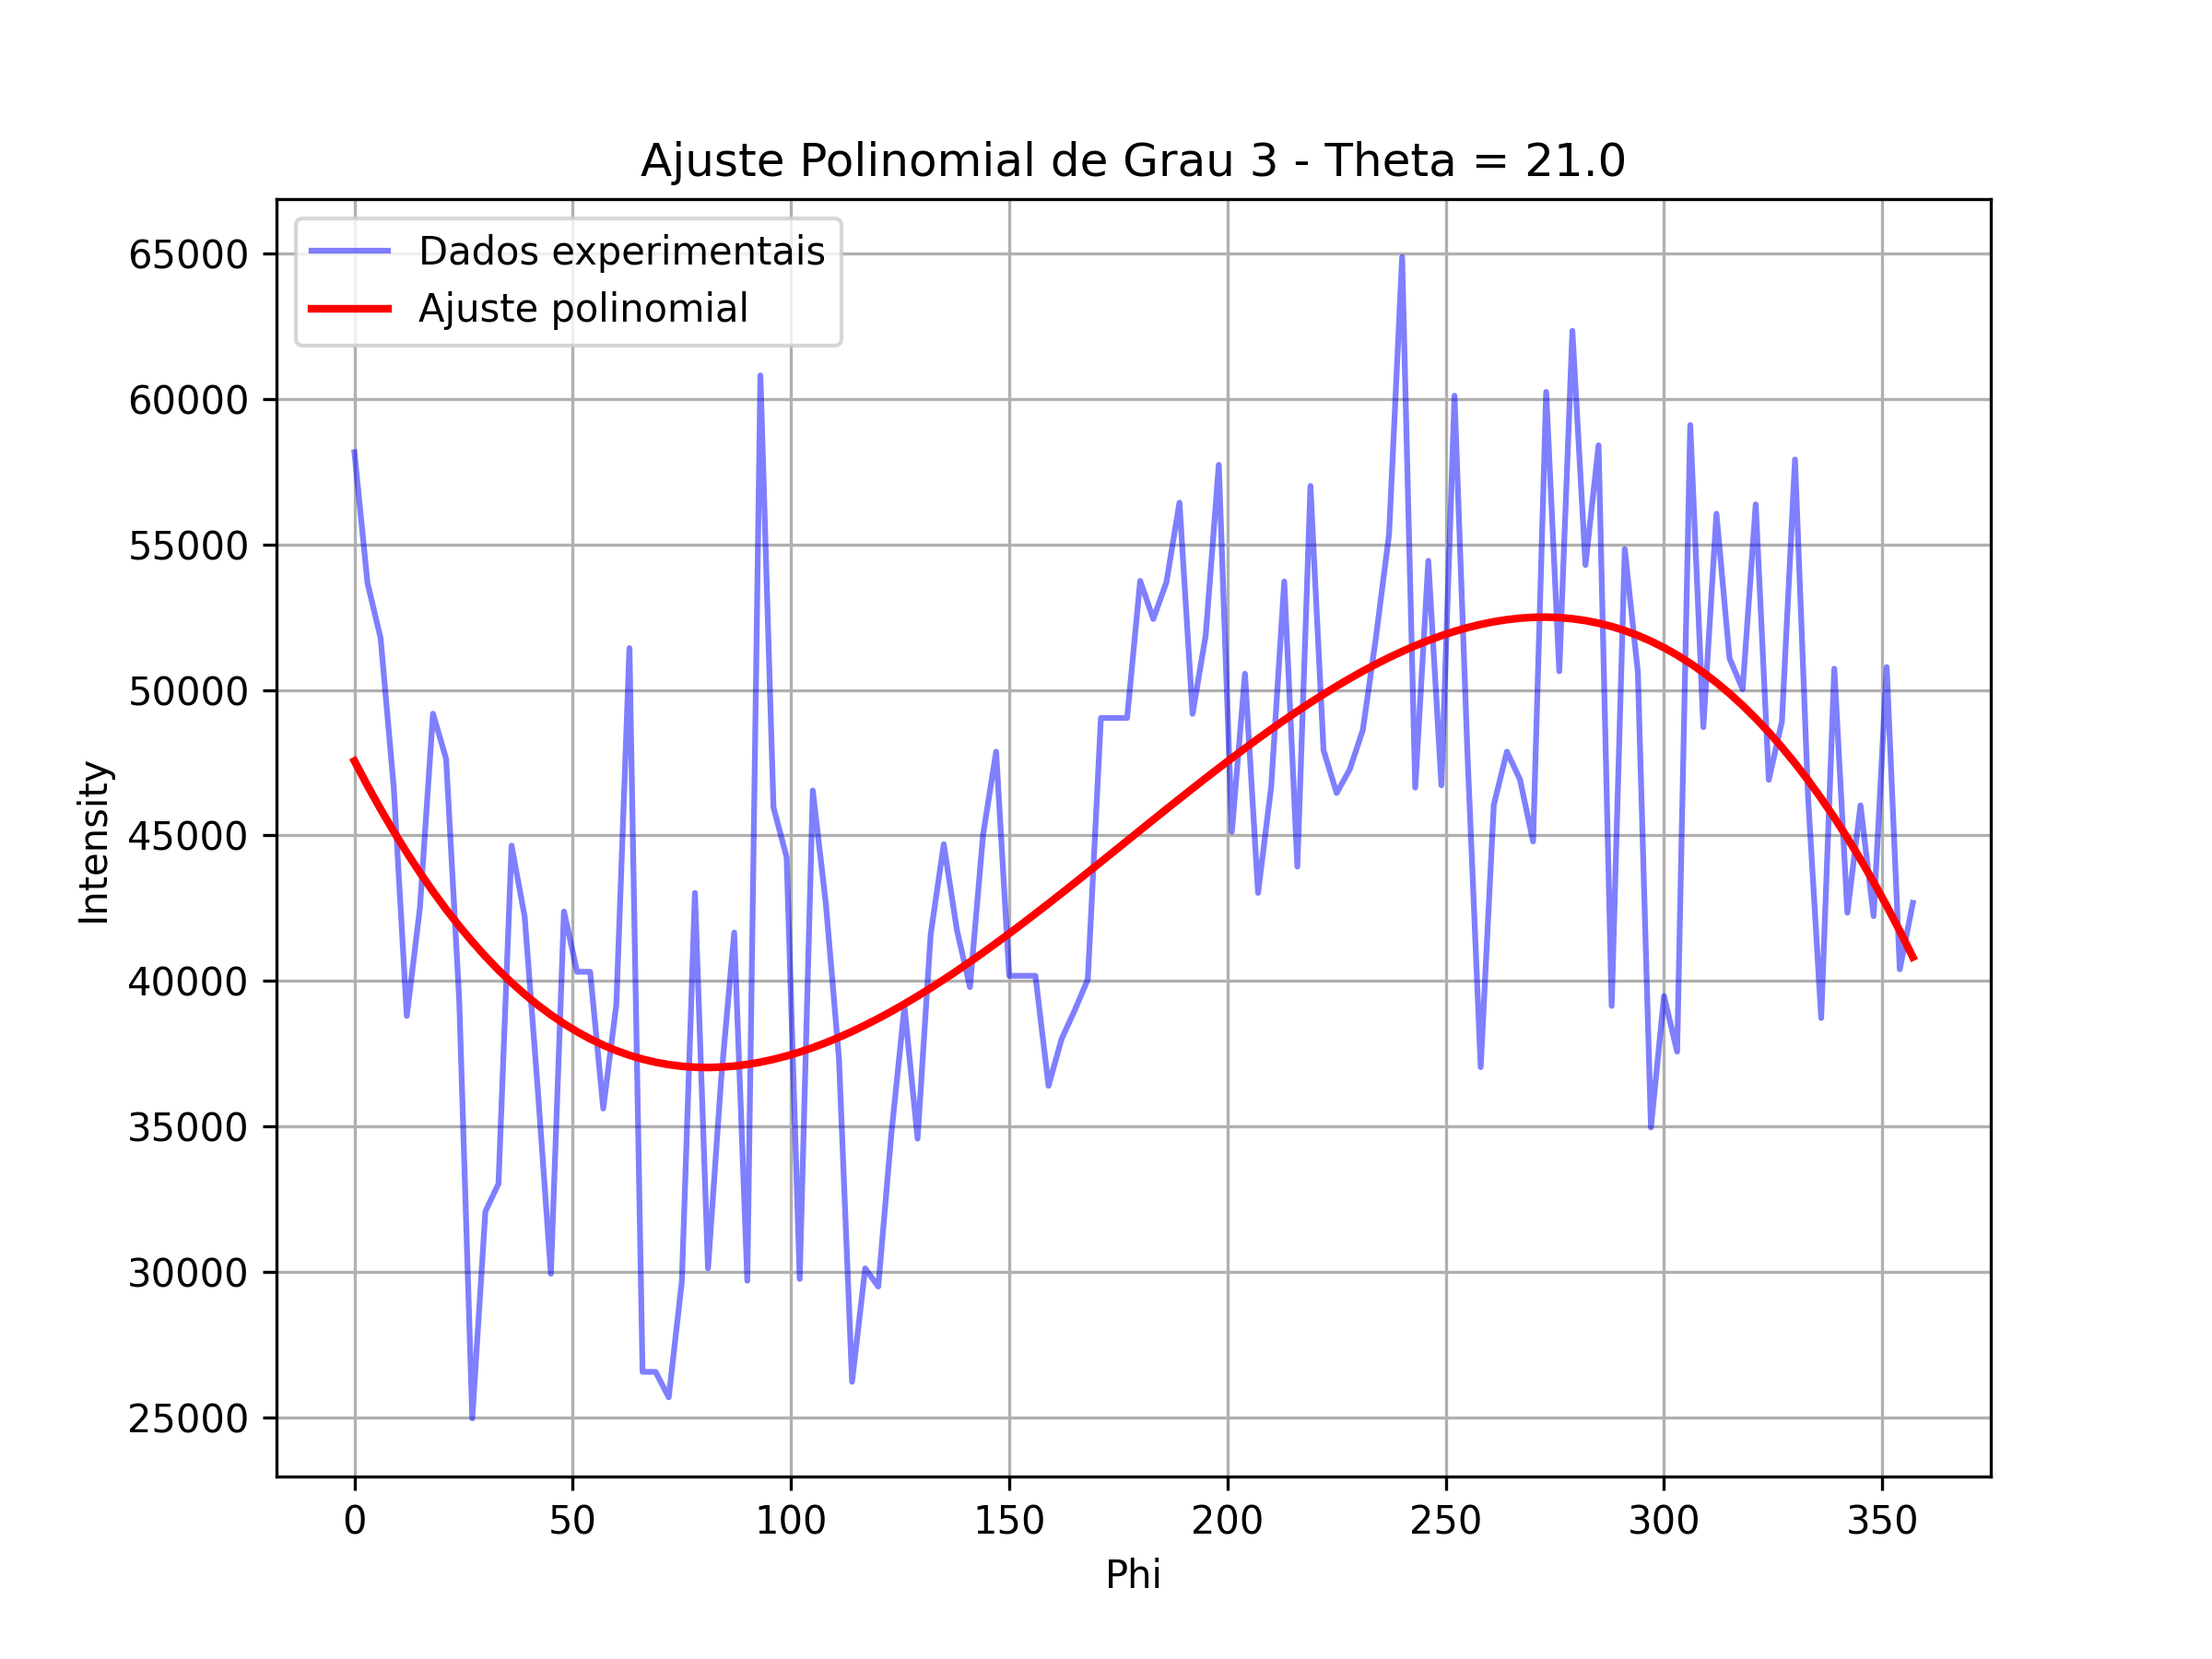 Ajuste Polinomial de Grau 3 - Theta = 21.0
Dados experimentais
Ajuste polinomial
65000
60000
55000
50000
45000
40000
35000
30000
25000
Intensity
0 50 100 150 200 250 300 350
Phi